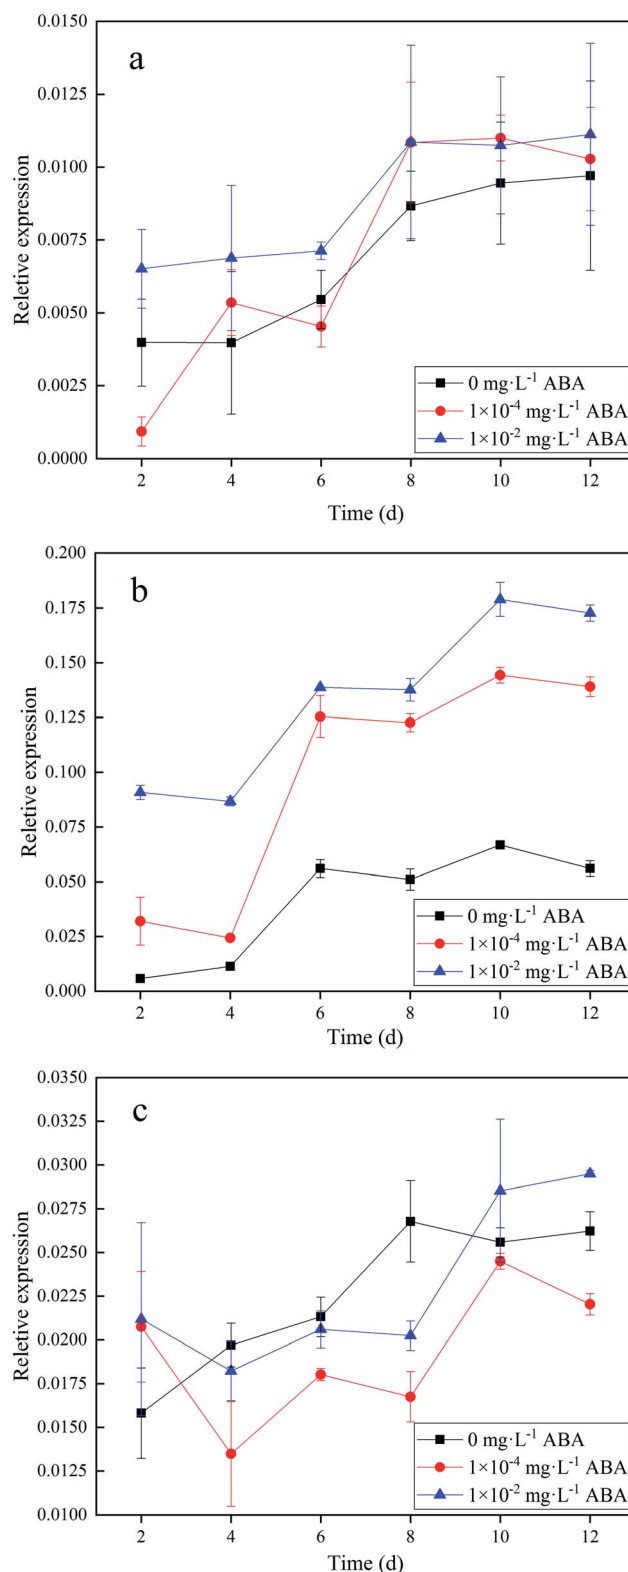 a
0.0150
0.0125
0.0100
0.0075
0.0050
0.0025
0.0000
Reletive expression
0 mg·L⁻¹ ABA
1×10⁻⁴ mg·L⁻¹ ABA
1×10⁻² mg·L⁻¹ ABA
2 4 6 8 10 12
Time (d)
b
0.200
0.175
0.150
0.125
0.100
0.075
0.050
0.025
0.000
Reletive expression
0 mg·L⁻¹ ABA
1×10⁻⁴ mg·L⁻¹ ABA
1×10⁻² mg·L⁻¹ ABA
2 4 6 8 10 12
Time (d)
c
0.0350
0.0325
0.0300
0.0275
0.0250
0.0225
0.0200
0.0175
0.0150
0.0125
0.0100
Reletive expression
0 mg·L⁻¹ ABA
1×10⁻⁴ mg·L⁻¹ ABA
1×10⁻² mg·L⁻¹ ABA
2 4 6 8 10 12
Time (d)